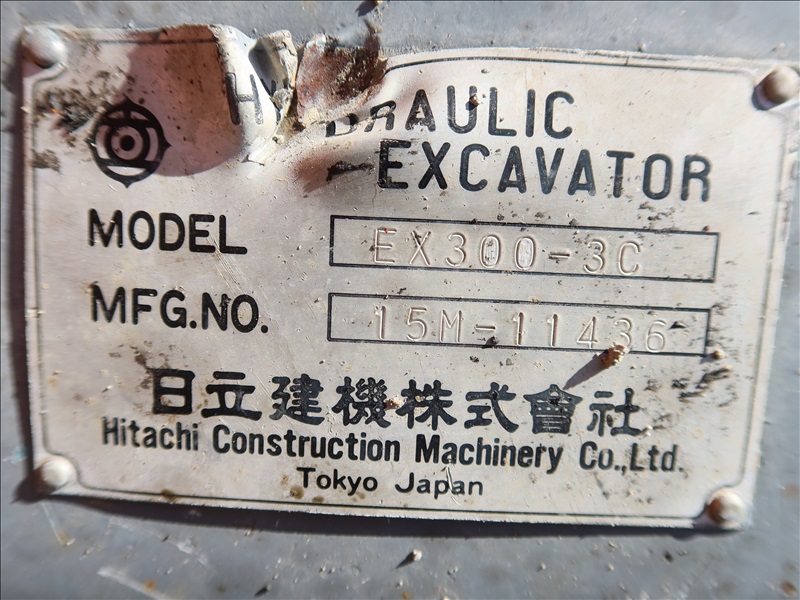 HYDRAULIC
EXCAVATOR
MODEL EX300-3C
MFG.NO. 15M-11436
日立建機株式會社
Hitachi Construction Machinery Co.,Ltd.
Tokyo Japan